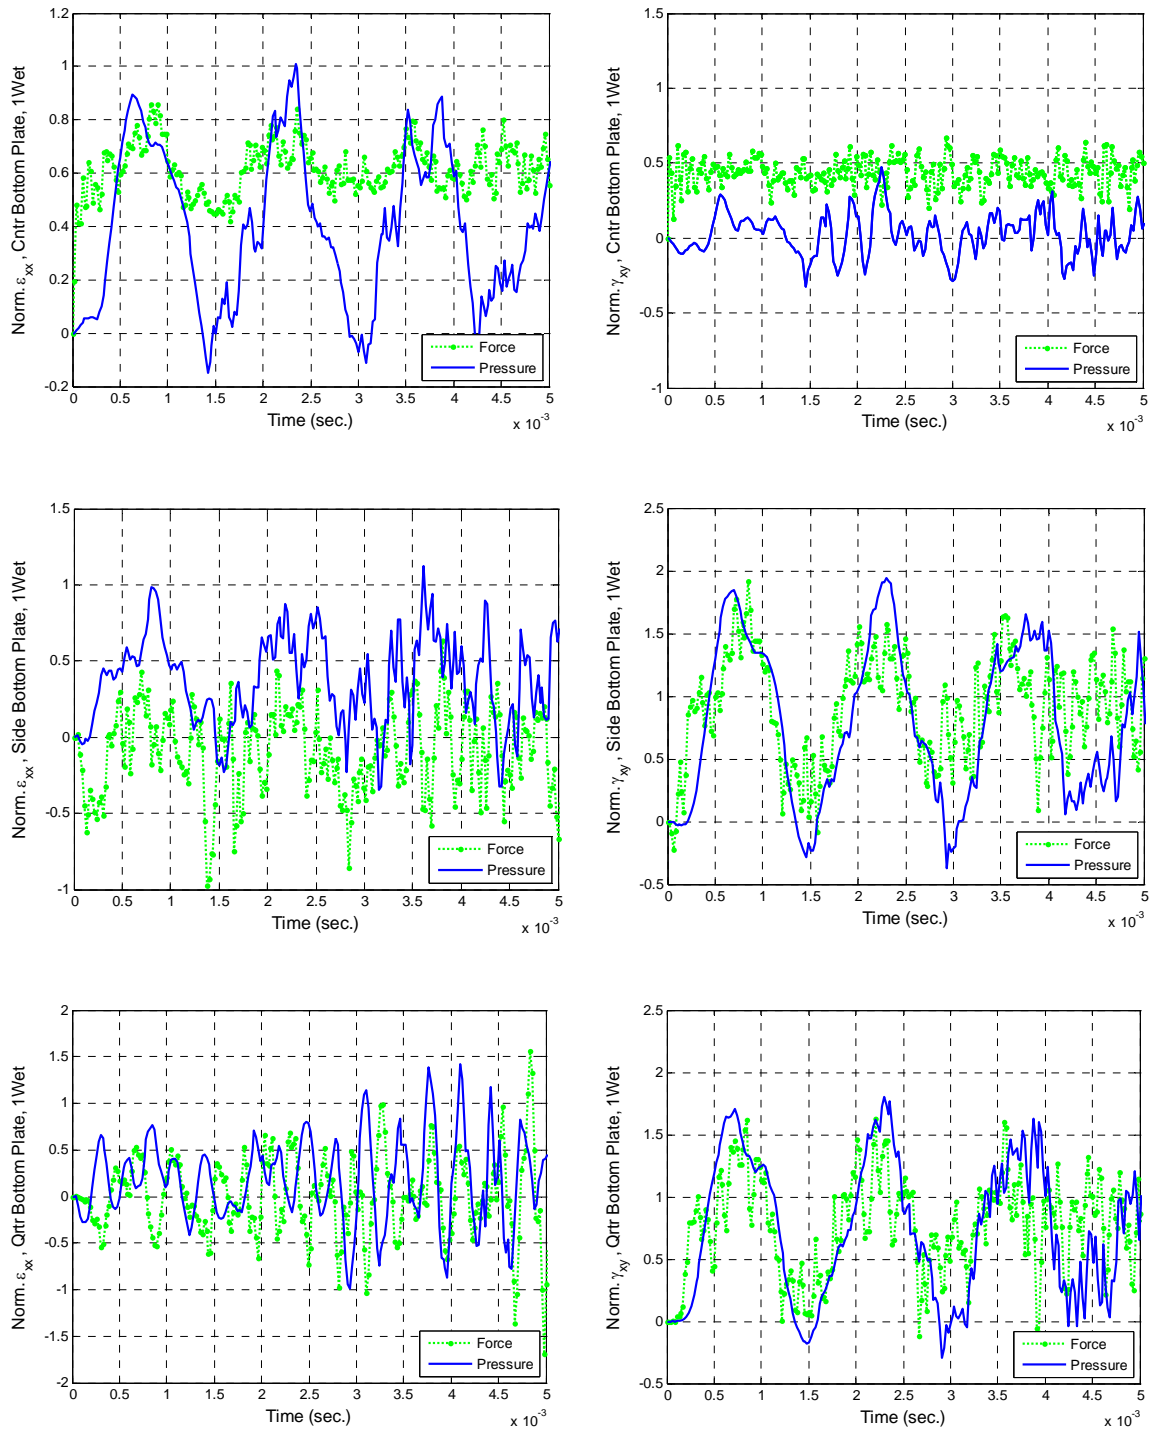 1.2
1
0.8
0.6
0.4
0.2
0
-0.2
Norm. εxx , Cntr Bottom Plate, 1Wet
Force
Pressure
0 0.5 1 1.5 2 2.5 3 3.5 4 4.5 5
Time (sec.)
x 10-3
1.5
1
0.5
0
-0.5
-1
Norm. γxy , Cntr Bottom Plate, 1Wet
Force
Pressure
0 0.5 1 1.5 2 2.5 3 3.5 4 4.5 5
Time (sec.)
x 10-3
1.5
1
0.5
0
-0.5
-1
Norm. εxx , Side Bottom Plate, 1Wet
Force
Pressure
0 0.5 1 1.5 2 2.5 3 3.5 4 4.5 5
Time (sec.)
x 10-3
2.5
2
1.5
1
0.5
0
-0.5
Norm. γxy , Side Bottom Plate, 1Wet
Force
Pressure
0 0.5 1 1.5 2 2.5 3 3.5 4 4.5 5
Time (sec.)
x 10-3
2
1.5
1
0.5
0
-0.5
-1
-1.5
-2
Norm. εxx , Qrtr Bottom Plate, 1Wet
Force
Pressure
0 0.5 1 1.5 2 2.5 3 3.5 4 4.5 5
Time (sec.)
x 10-3
2.5
2
1.5
1
0.5
0
-0.5
Norm. γxy , Qrtr Bottom Plate, 1Wet
Force
Pressure
0 0.5 1 1.5 2 2.5 3 3.5 4 4.5 5
Time (sec.)
x 10-3